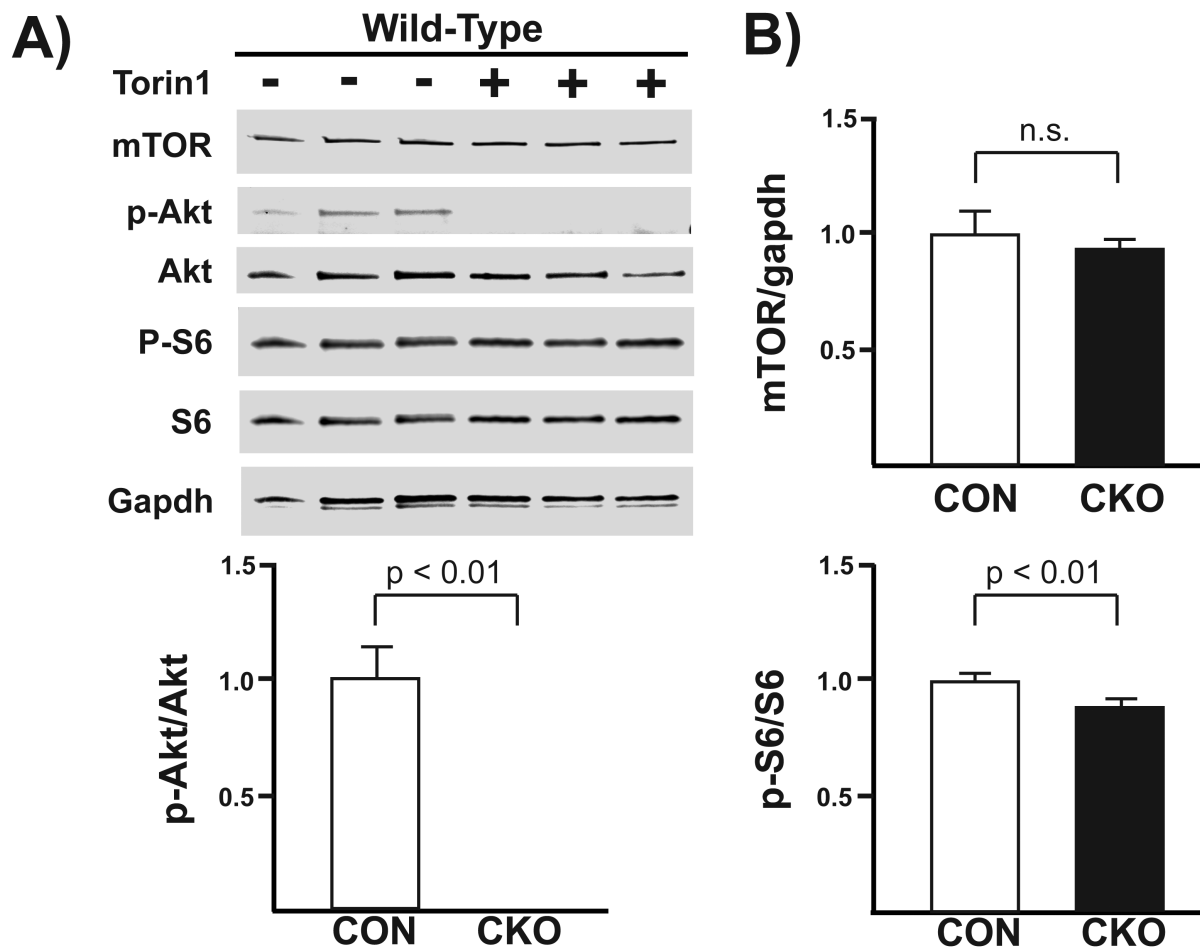 A)
Wild-Type
Torin1 - - - + + +
mTOR
p-Akt
Akt
P-S6
S6
Gapdh
p-Akt/Akt
1.5
1.0
0.5
p < 0.01
CON CKO
B)
mTOR/gapdh
1.5
1.0
0.5
n.s.
CON CKO
p-S6/S6
1.5
1.0
0.5
p < 0.01
CON CKO